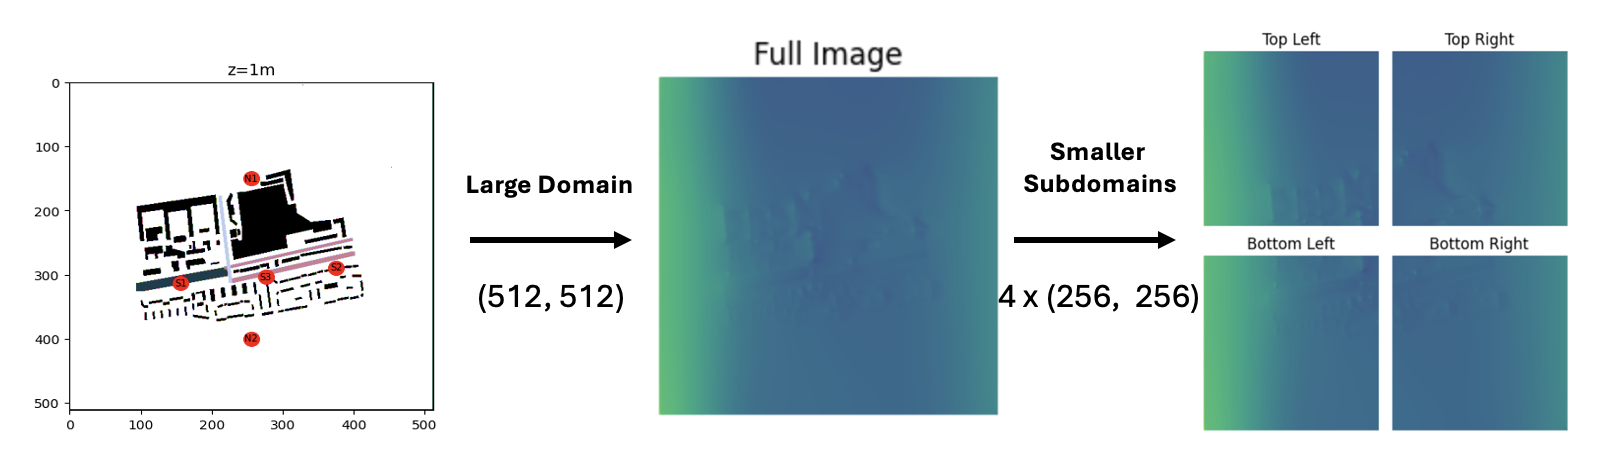 z=1m
0
100
200
300
400
500
0
100
200
300
400
500
N1
S1
S3
S2
N2
Large Domain
(512, 512)
Full Image
Smaller
Subdomains
4 x (256, 256)
Top Left
Top Right
Bottom Left
Bottom Right